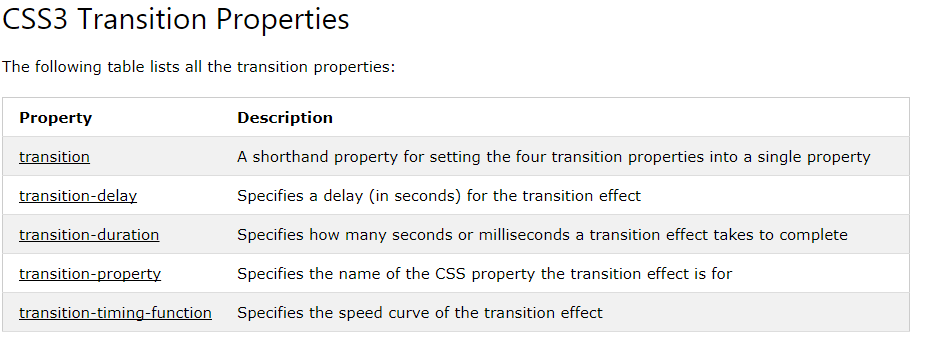 CSS3 Transition Properties
The following table lists all the transition properties:
Property Description
transition A shorthand property for setting the four transition properties into a single property
transition-delay Specifies a delay (in seconds) for the transition effect
transition-duration Specifies how many seconds or milliseconds a transition effect takes to complete
transition-property Specifies the name of the CSS property the transition effect is for
transition-timing-function Specifies the speed curve of the transition effect